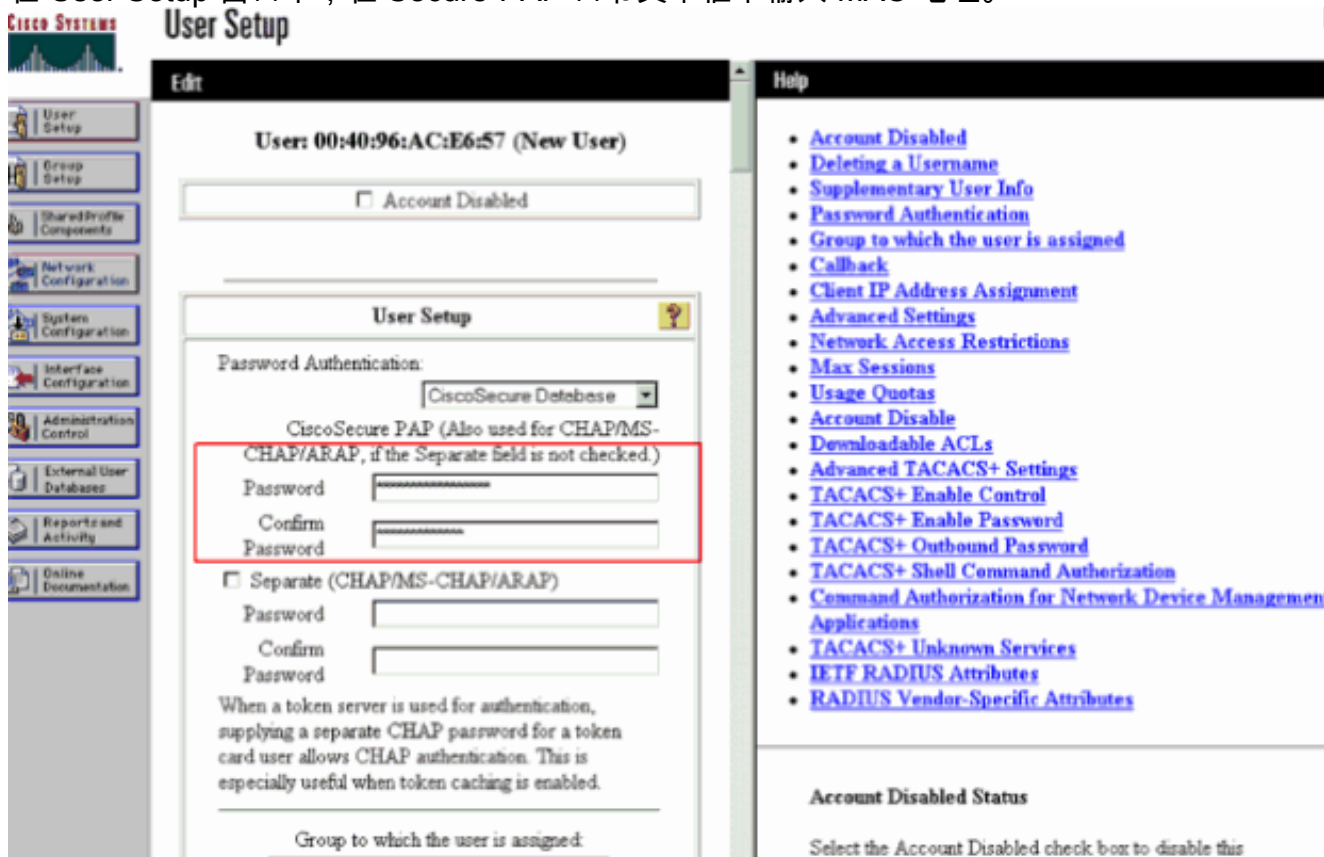 CISCO SYSTEMS
User Setup
Edit
Help
User
Setup
Group
Setup
Shared Profile
Components
Network
Configuration
System
Configuration
Interface
Configuration
Administration
Control
External User
Databases
Reports and
Activity
Online
Documentation
User: 00:40:96:AC:E6:57 (New User)
Account Disabled
User Setup
?
Password Authentication:
CiscoSecure Database
CiscoSecure PAP (Also used for CHAP/MS-
CHAP/ARAP, if the Separate field is not checked.)
Password
Confirm
Password
Separate (CHAP/MS-CHAP/ARAP)
Password
Confirm
Password
When a token server is used for authentication,
supplying a separate CHAP password for a token
card user allows CHAP authentication. This is
especially useful when token caching is enabled.
Group to which the user is assigned:
Account Disabled
Deleting a Username
Supplementary User Info
Password Authentication
Group to which the user is assigned
Callback
Client IP Address Assignment
Advanced Settings
Network Access Restrictions
Max Sessions
Usage Quotas
Account Disable
Downloadable ACLs
Advanced TACACS+ Settings
TACACS+ Enable Control
TACACS+ Enable Password
TACACS+ Outbound Password
TACACS+ Shell Command Authorization
Command Authorization for Network Device Managemen
Applications
TACACS+ Unknown Services
IETF RADIUS Attributes
RADIUS Vendor-Specific Attributes
Account Disabled Status
Select the Account Disabled check box to disable this